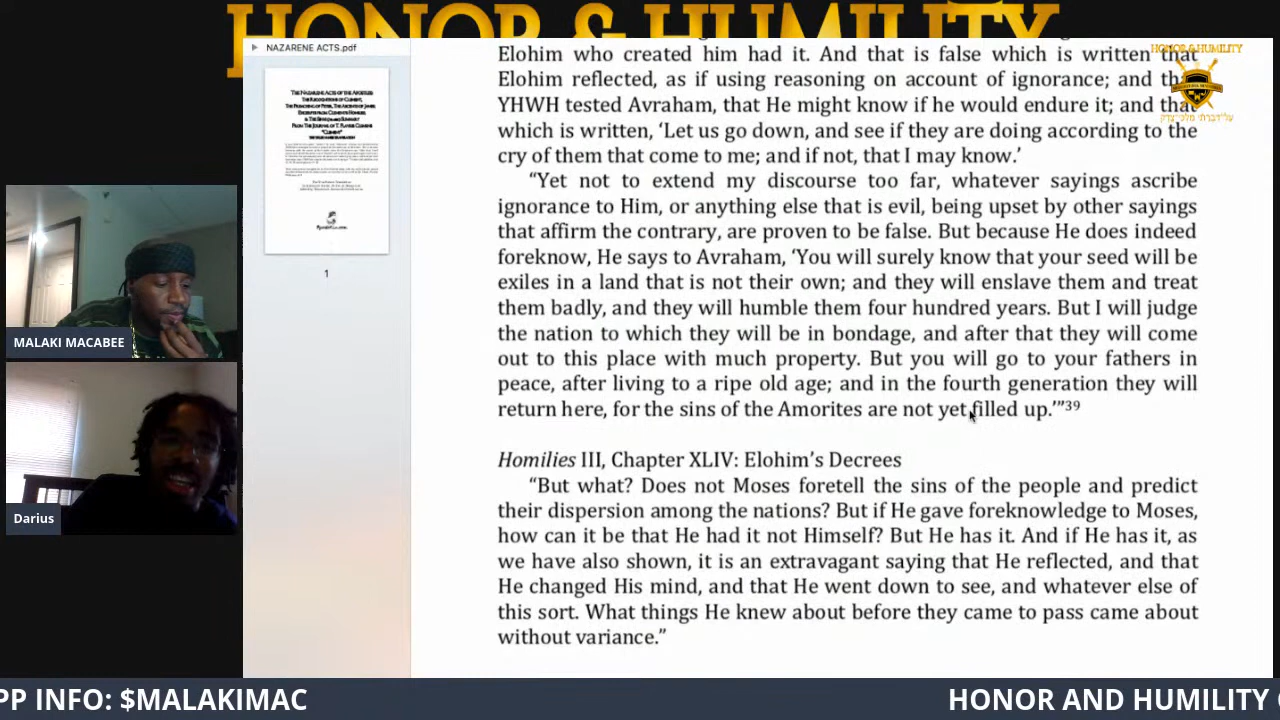 HONOR & HUMILITY
NAZARENE ACTS.pdf
HONOR & HUMILITY
THE NAZARENE ACTS OF THE APOSTLES:
THE RECOGNITIONS OF CLEMENT,
1
MALAKI MACABEE
Darius
Elohim who created him had it. And that is false which is written that
Elohim reflected, as if using reasoning on account of ignorance; and that
YHWH tested Avraham, that He might know if he would endure it; and that
which is written, ‘Let us go down, and see if they are doing according to the
cry of them that come to me; and if not, that I may know.’
“Yet not to extend my discourse too far, whatever sayings ascribe
ignorance to Him, or anything else that is evil, being upset by other sayings
that affirm the contrary, are proven to be false. But because He does indeed
foreknow, He says to Avraham, ‘You will surely know that your seed will be
exiles in a land that is not their own; and they will enslave them and treat
them badly, and they will humble them four hundred years. But I will judge
the nation to which they will be in bondage, and after that they will come
out to this place with much property. But you will go to your fathers in
peace, after living to a ripe old age; and in the fourth generation they will
return here, for the sins of the Amorites are not yet filled up.’”39
Homilies III, Chapter XLIV: Elohim’s Decrees
“But what? Does not Moses foretell the sins of the people and predict
their dispersion among the nations? But if He gave foreknowledge to Moses,
how can it be that He had it not Himself? But He has it. And if He has it, as
we have also shown, it is an extravagant saying that He reflected, and that
He changed His mind, and that He went down to see, and whatever else of
this sort. What things He knew about before they came to pass came about
without variance.”
PP INFO: $MALAKIMAC
HONOR AND HUMILITY